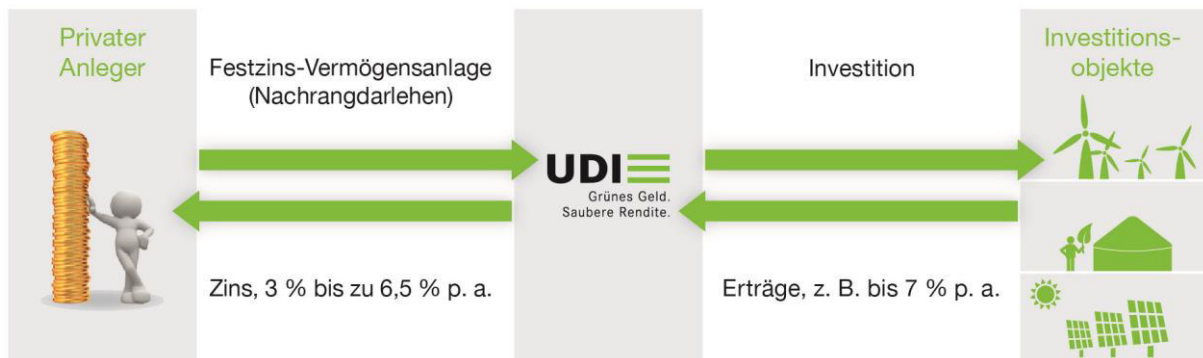 Privater
Anleger
Festzins-Vermögensanlage
(Nachrangdarlehen)
Investition
Investitions-
objekte
UDI
Grünes Geld.
Saubere Rendite.
Zins, 3 % bis zu 6,5 % p. a.
Erträge, z. B. bis 7 % p. a.